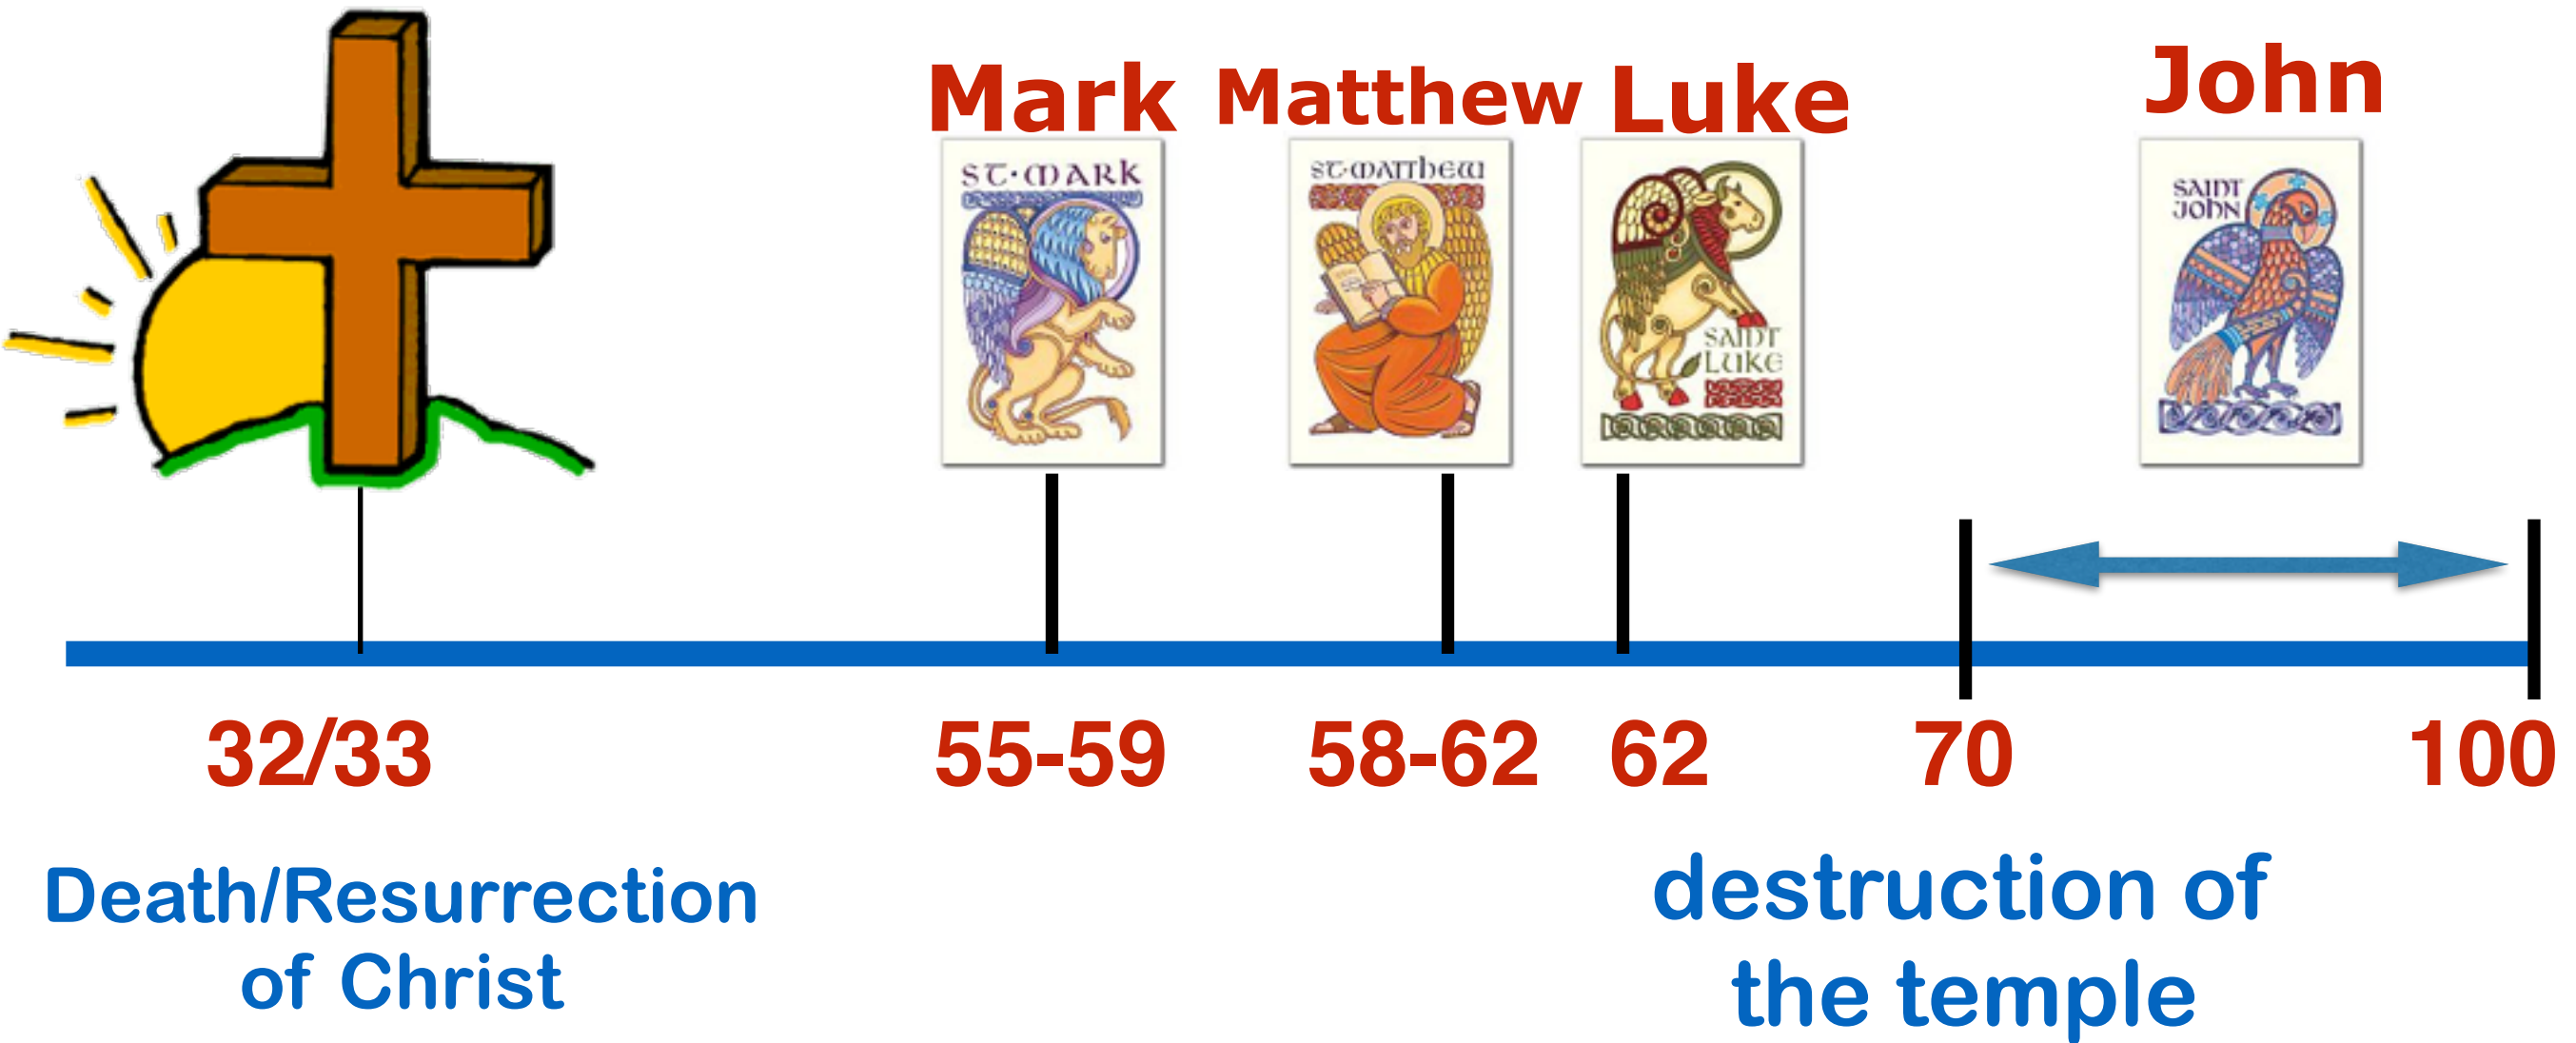 Mark Matthew Luke John
ST·MARK
ST·MATTHEW
SAINT
JOHN
SAINT
LUKE
32/33 55-59 58-62 62 70 100
Death/Resurrection
of Christ
destruction of
the temple